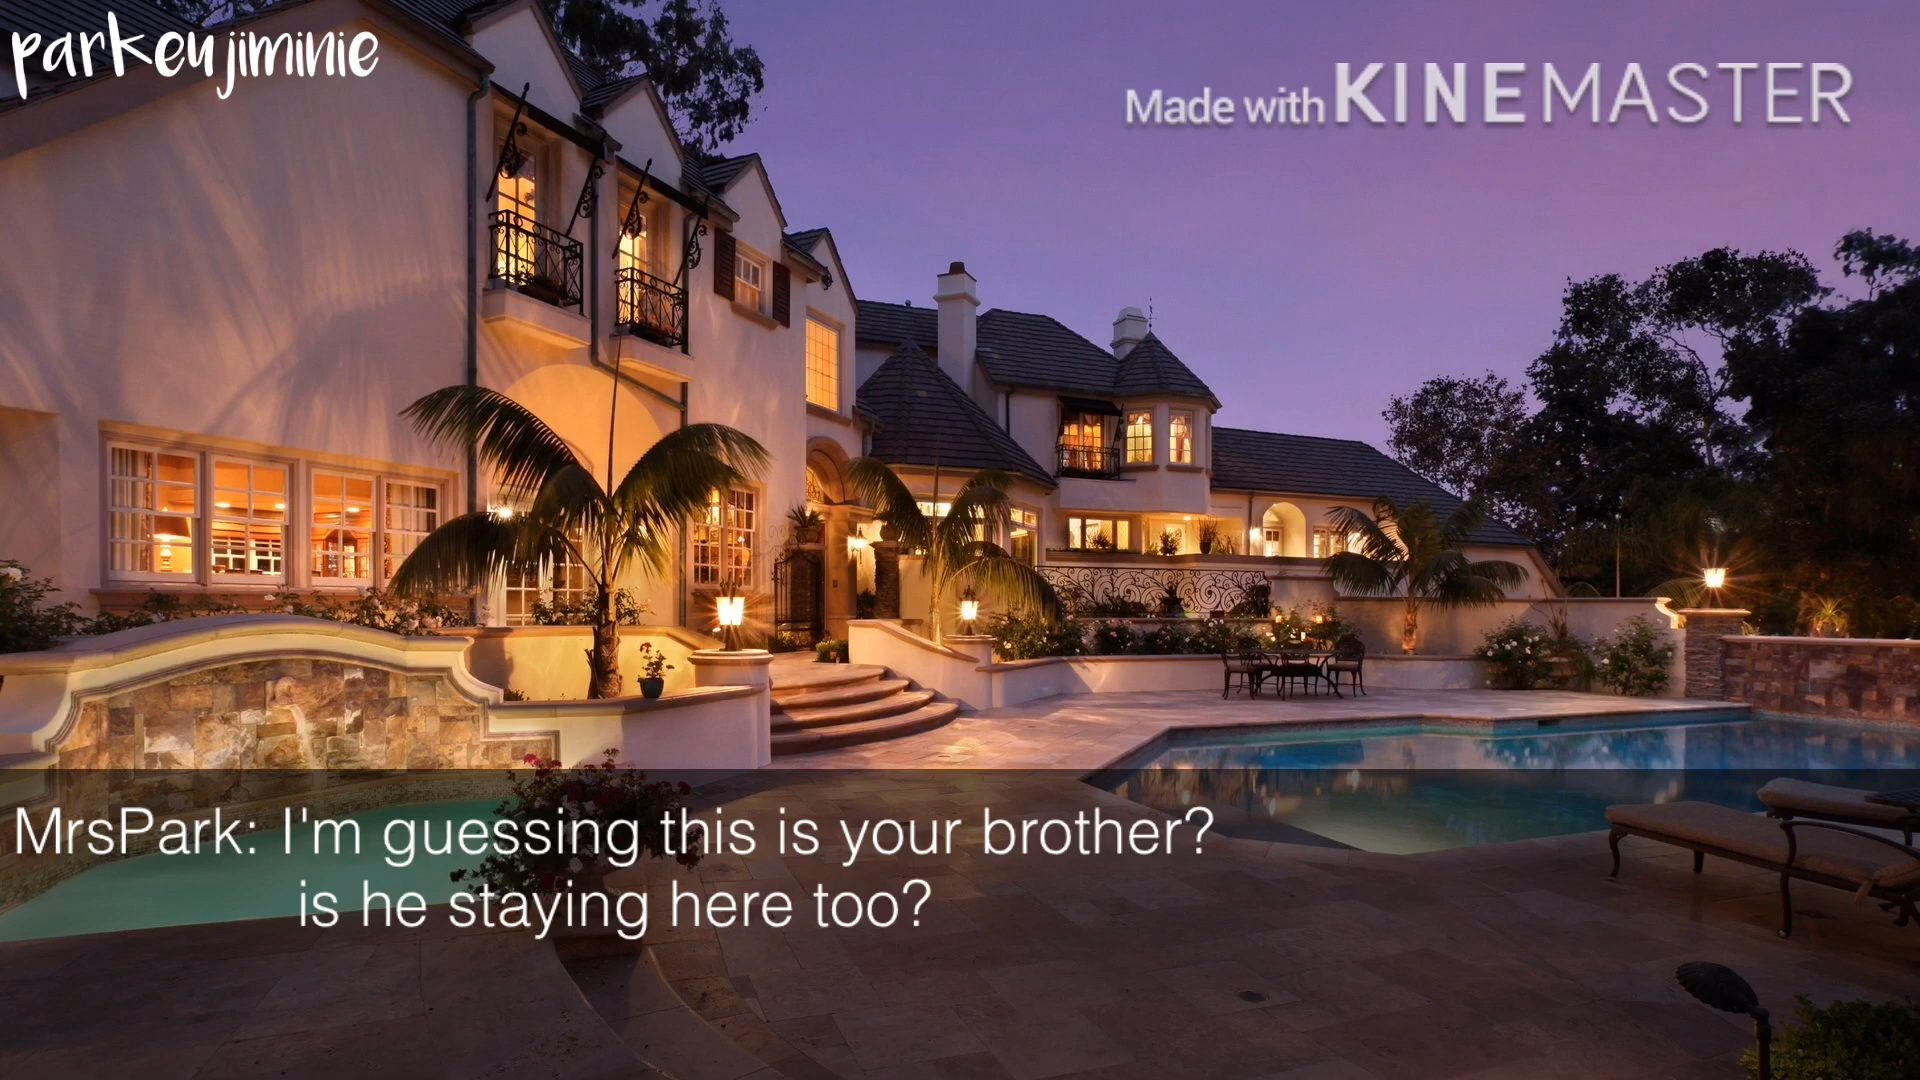 parkeujiminie
Made with KINEMASTER
MrsPark: I'm guessing this is your brother?
is he staying here too?